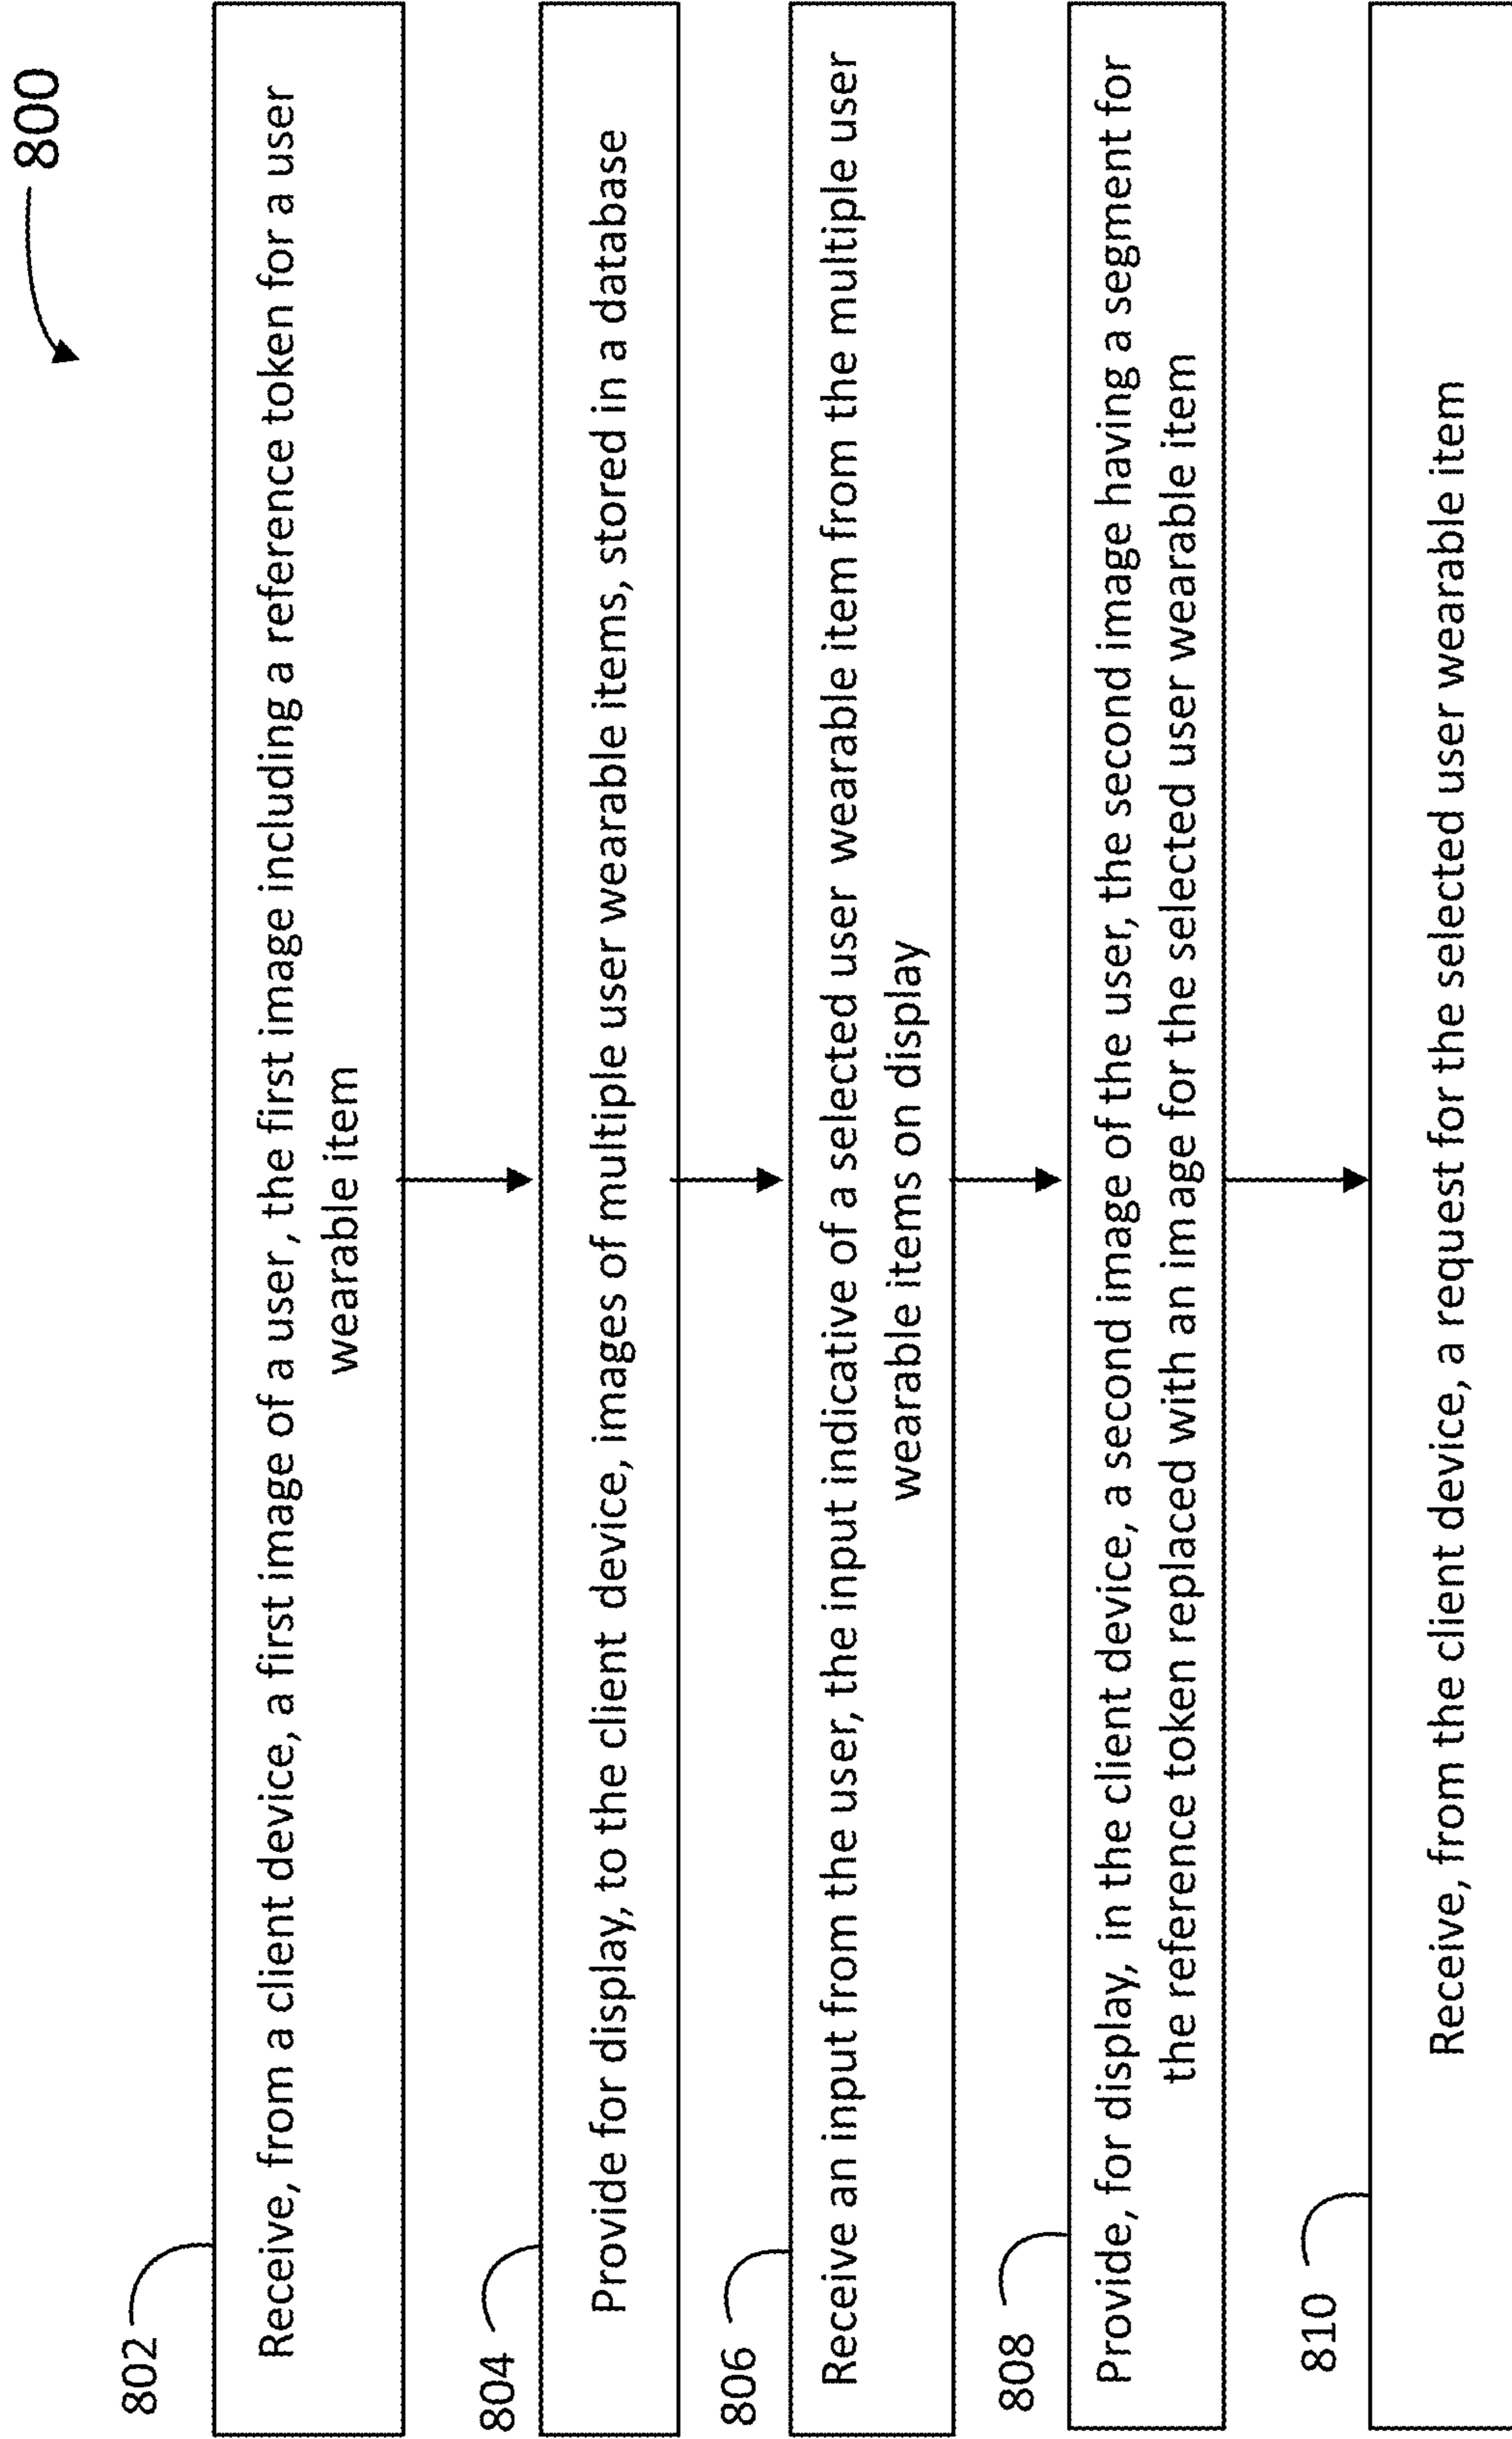 800
802
Receive, from a client device, a first image of a user, the first image including a reference token for a user
wearable item
804
Provide for display, to the client device, images of multiple user wearable items, stored in a database
806
Receive an input from the user, the input indicative of a selected user wearable item from the multiple user
wearable items on display
808
Provide, for display, in the client device, a second image of the user, the second image having a segment for
the reference token replaced with an image for the selected user wearable item
810
Receive, from the client device, a request for the selected user wearable item